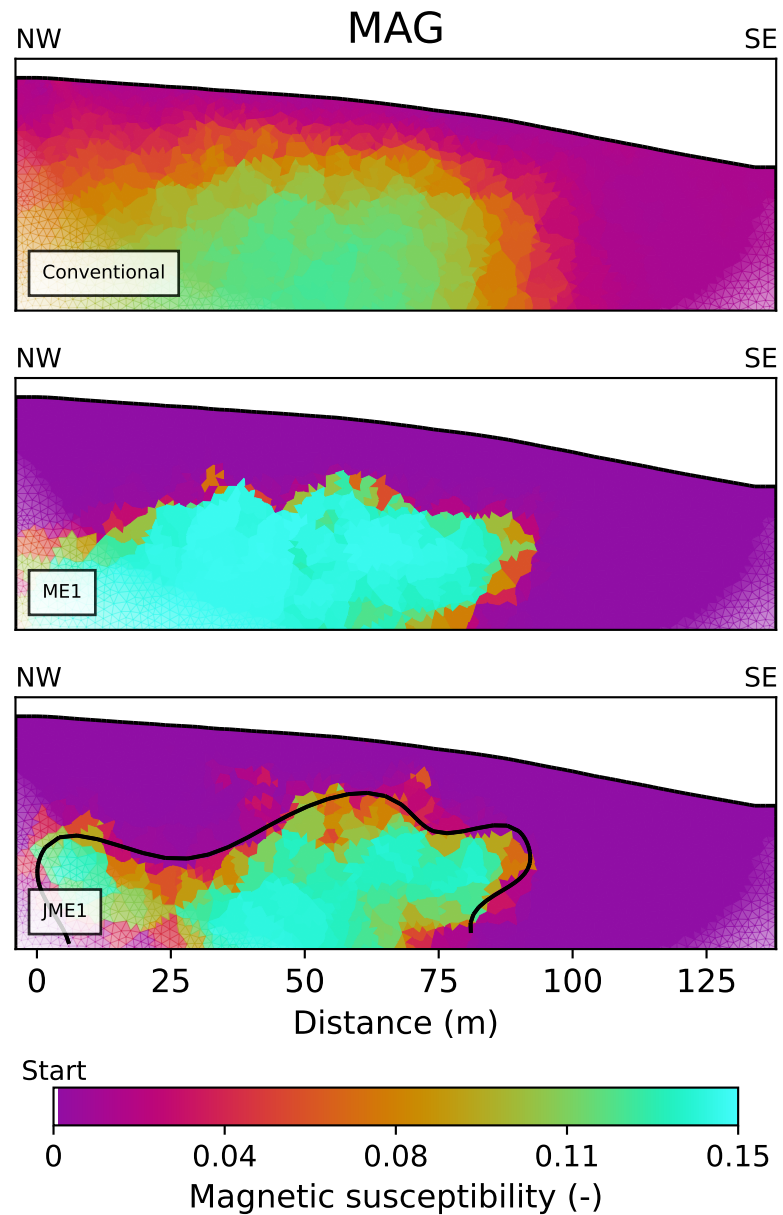 MAG
NW SE
Conventional
NW SE
ME1
NW SE
JME1
0 25 50 75 100 125
Distance (m)
Start
0 0.04 0.08 0.11 0.15
Magnetic susceptibility (-)